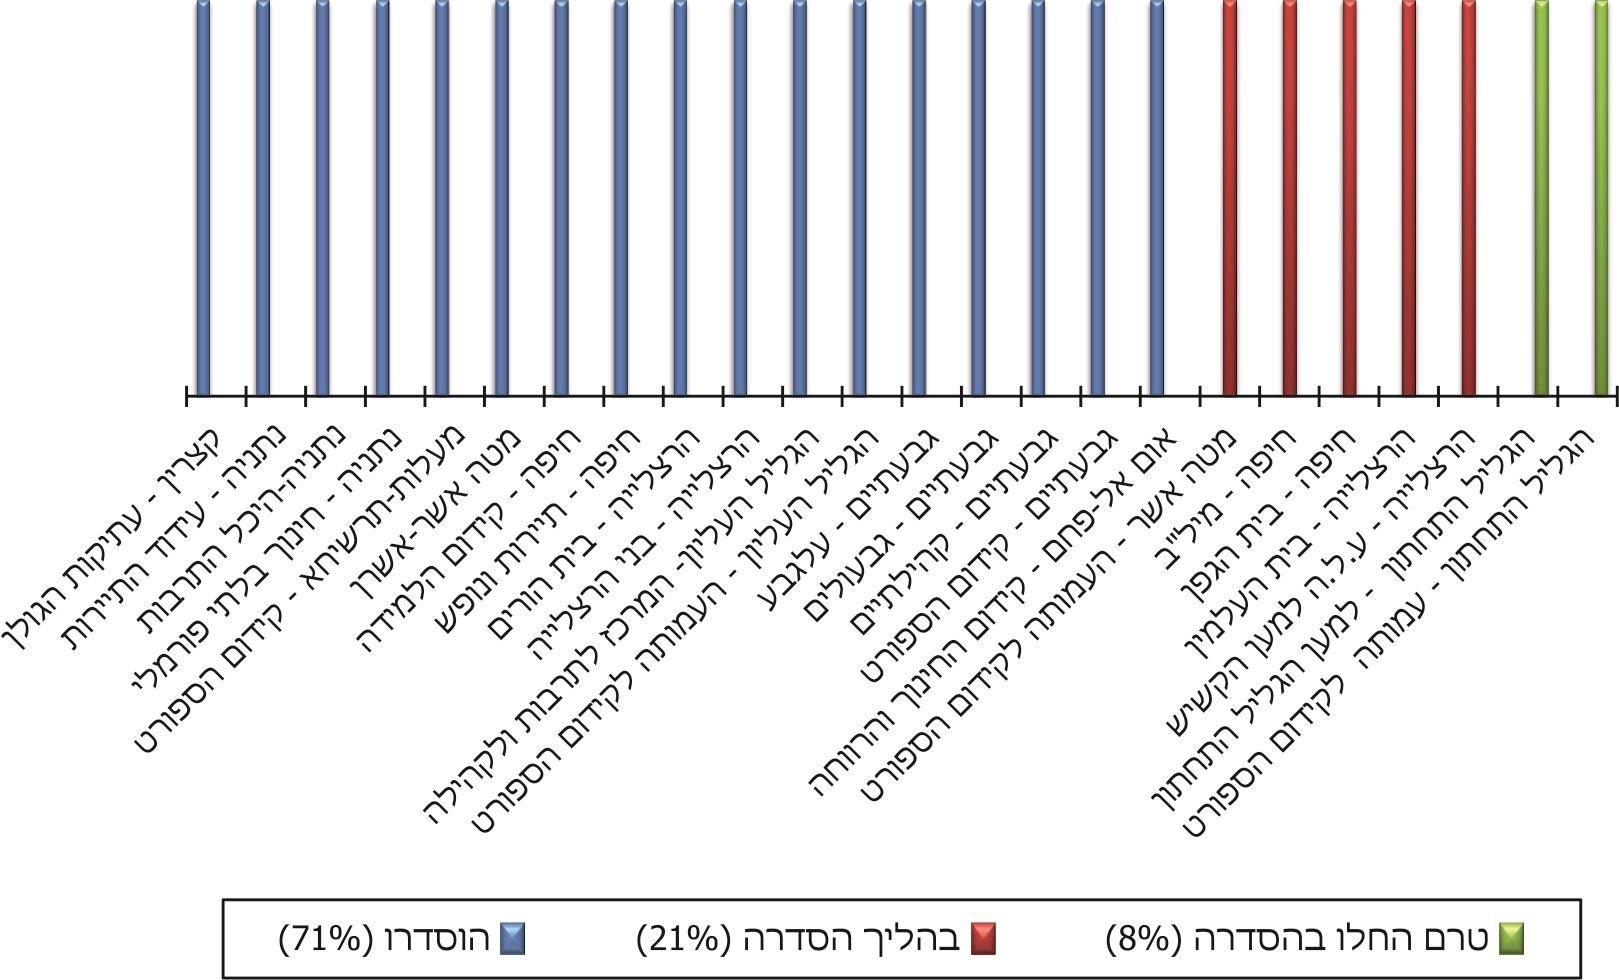 קצרין - עתיקות הגולן
נתניה - עידוד התיירות
נתניה-היכל התרבות
נתניה - חינוך בלתי פורמלי
מעלות-תרשיחא - קידום הספורט
מטה אשר-אשרן
חיפה - קידום הלמידה
חיפה - תיירות ונופש
הרצלייה - בית הורים
הרצלייה - בני הרצלייה
הגליל העליון- המרכז לתרבות ולקהילה
הגליל העליון - העמותה לקידום הספורט
גבעתיים - עלגבע
גבעתיים - גבעולים
גבעתיים - קהילתיים
גבעתיים - קידום הספורט
אום אל-פחם - קידום החינוך והרווחה
מטה אשר - העמותה לקידום הספורט
חיפה - מיל"ב
חיפה - בית הגפן
הרצלייה - בית העלמין
הרצלייה - ע.ל.ה למען הקשיש
הגליל התחתון - למען הגליל התחתון
הגליל התחתון - עמותה לקידום הספורט
טרם החלו בהסדרה (8%)
בהליך הסדרה (21%)
הוסדרו (71%)